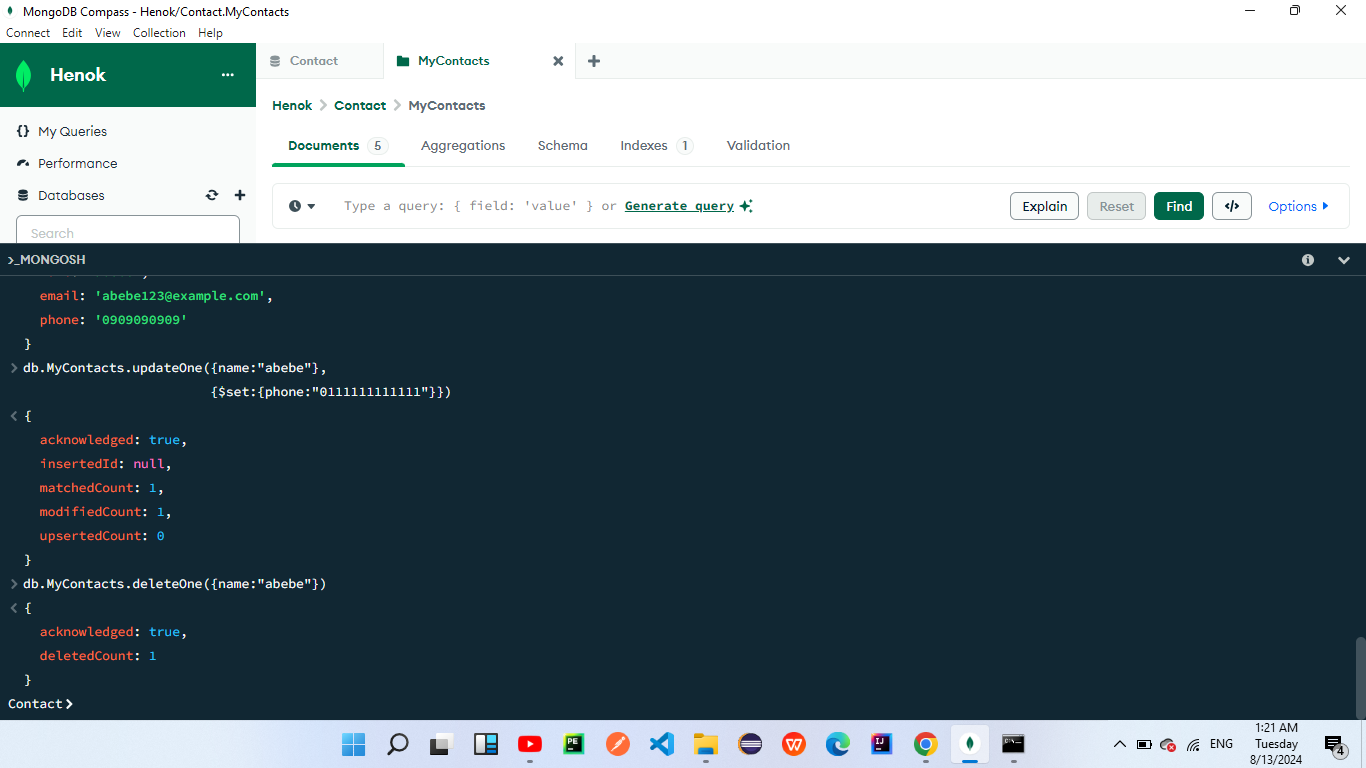 MongoDB Compass - Henok/Contact.MyContacts
Connect Edit View Collection Help
Henok ...
Contact
MyContacts
Henok > Contact > MyContacts
{} My Queries
Performance
Databases
Search
Documents 5 Aggregations Schema Indexes 1 Validation
Type a query: { field: 'value' } or Generate query
Explain Reset Find </> Options
>_MONGOSH
email: 'abebe123@example.com',
phone: '0909090909'
}
> db.MyContacts.updateOne({name:"abebe"},
{$set:{phone:"0111111111111"}})
< {
acknowledged: true,
insertedId: null,
matchedCount: 1,
modifiedCount: 1,
upsertedCount: 0
}
> db.MyContacts.deleteOne({name:"abebe"})
< {
acknowledged: true,
deletedCount: 1
}
Contact>
PE
IJ
C:\.
ENG
1:21 AM
Tuesday
8/13/2024
4